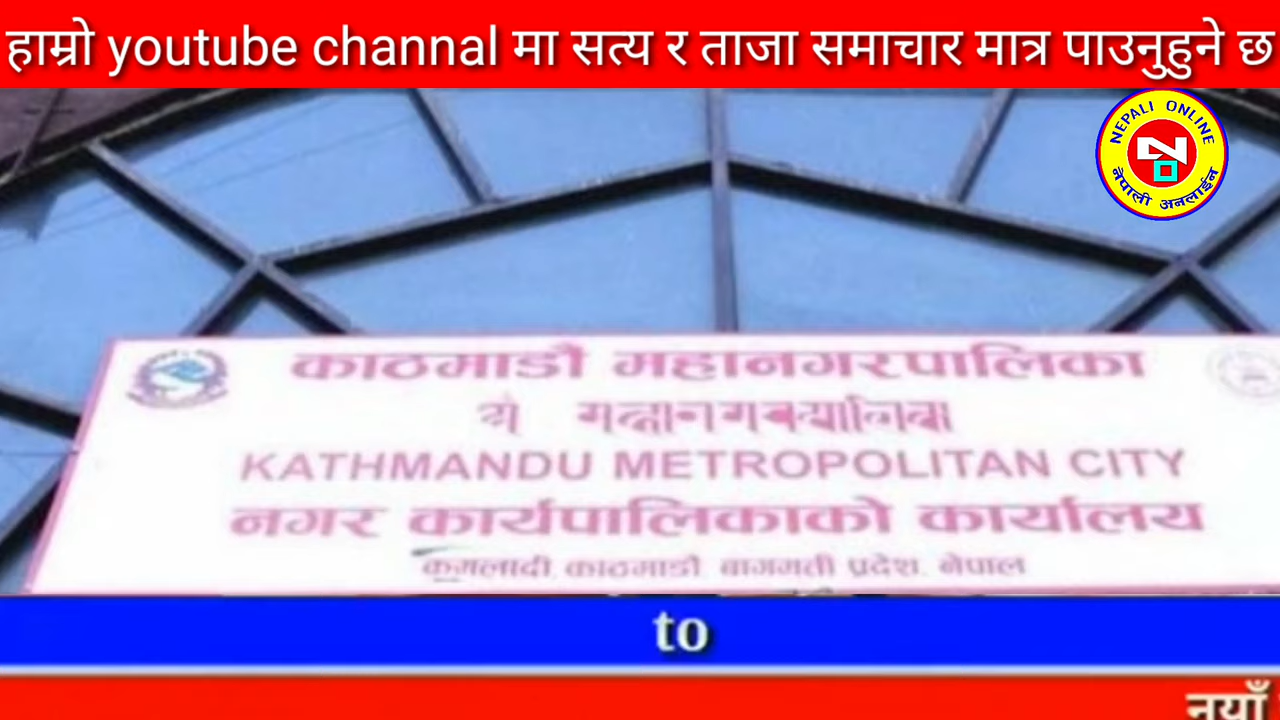 हाम्रो youtube channal मा सत्य र ताजा समाचार मात्र पाउनुहुने छ
NEPALI ONLINE
नेपाली अनलाईन
काठमाडौं महानगरपालिका
KATHMANDU METROPOLITAN CITY
नगर कार्यपालिकाको कार्यालय
काठमाडौं, बागमती प्रदेश, नेपाल
to
नयाँ